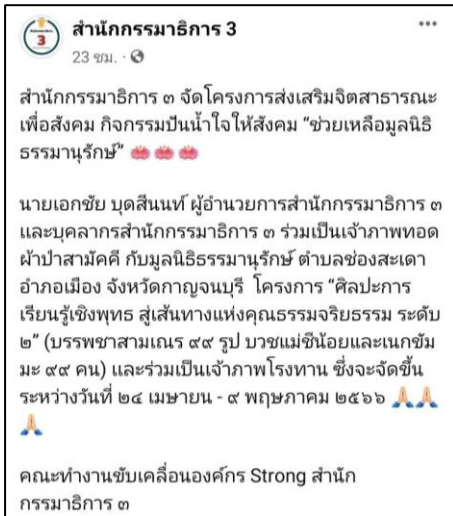 สำนักกรรมาธิการ 3
3
23 ชม.
สำนักกรรมาธิการ ๓ จัดโครงการส่งเสริมจิตสาธารณะ
เพื่อสังคม กิจกรรมปันน้ำใจให้สังคม “ช่วยเหลือมูลนิธิ
ธรรมานุรักษ์” 🪷🪷🪷
นายเอกชัย บุดสีนนท์ ผู้อำนวยการสำนักกรรมาธิการ ๓
และบุคลากรสำนักกรรมาธิการ ๓ ร่วมเป็นเจ้าภาพทอด
ผ้าป่าสามัคคี กับมูลนิธิธรรมานุรักษ์ ตำบลช่องสะเดา
อำเภอเมือง จังหวัดกาญจนบุรี โครงการ “ศิลปะการ
เรียนรู้เชิงพุทธ สู่เส้นทางแห่งคุณธรรมจริยธรรม ระดับ
๒” (บรรพชาสามเณร ๙๙ รูป บวชแม่ชีน้อยและเนกขัม
มะ ๙๙ คน) และร่วมเป็นเจ้าภาพโรงทาน ซึ่งจะจัดขึ้น
ระหว่างวันที่ ๒๔ เมษายน - ๙ พฤษภาคม ๒๕๖๖ 🙏🙏
🙏
คณะทำงานขับเคลื่อนองค์กร Strong สำนัก
กรรมาธิการ ๓